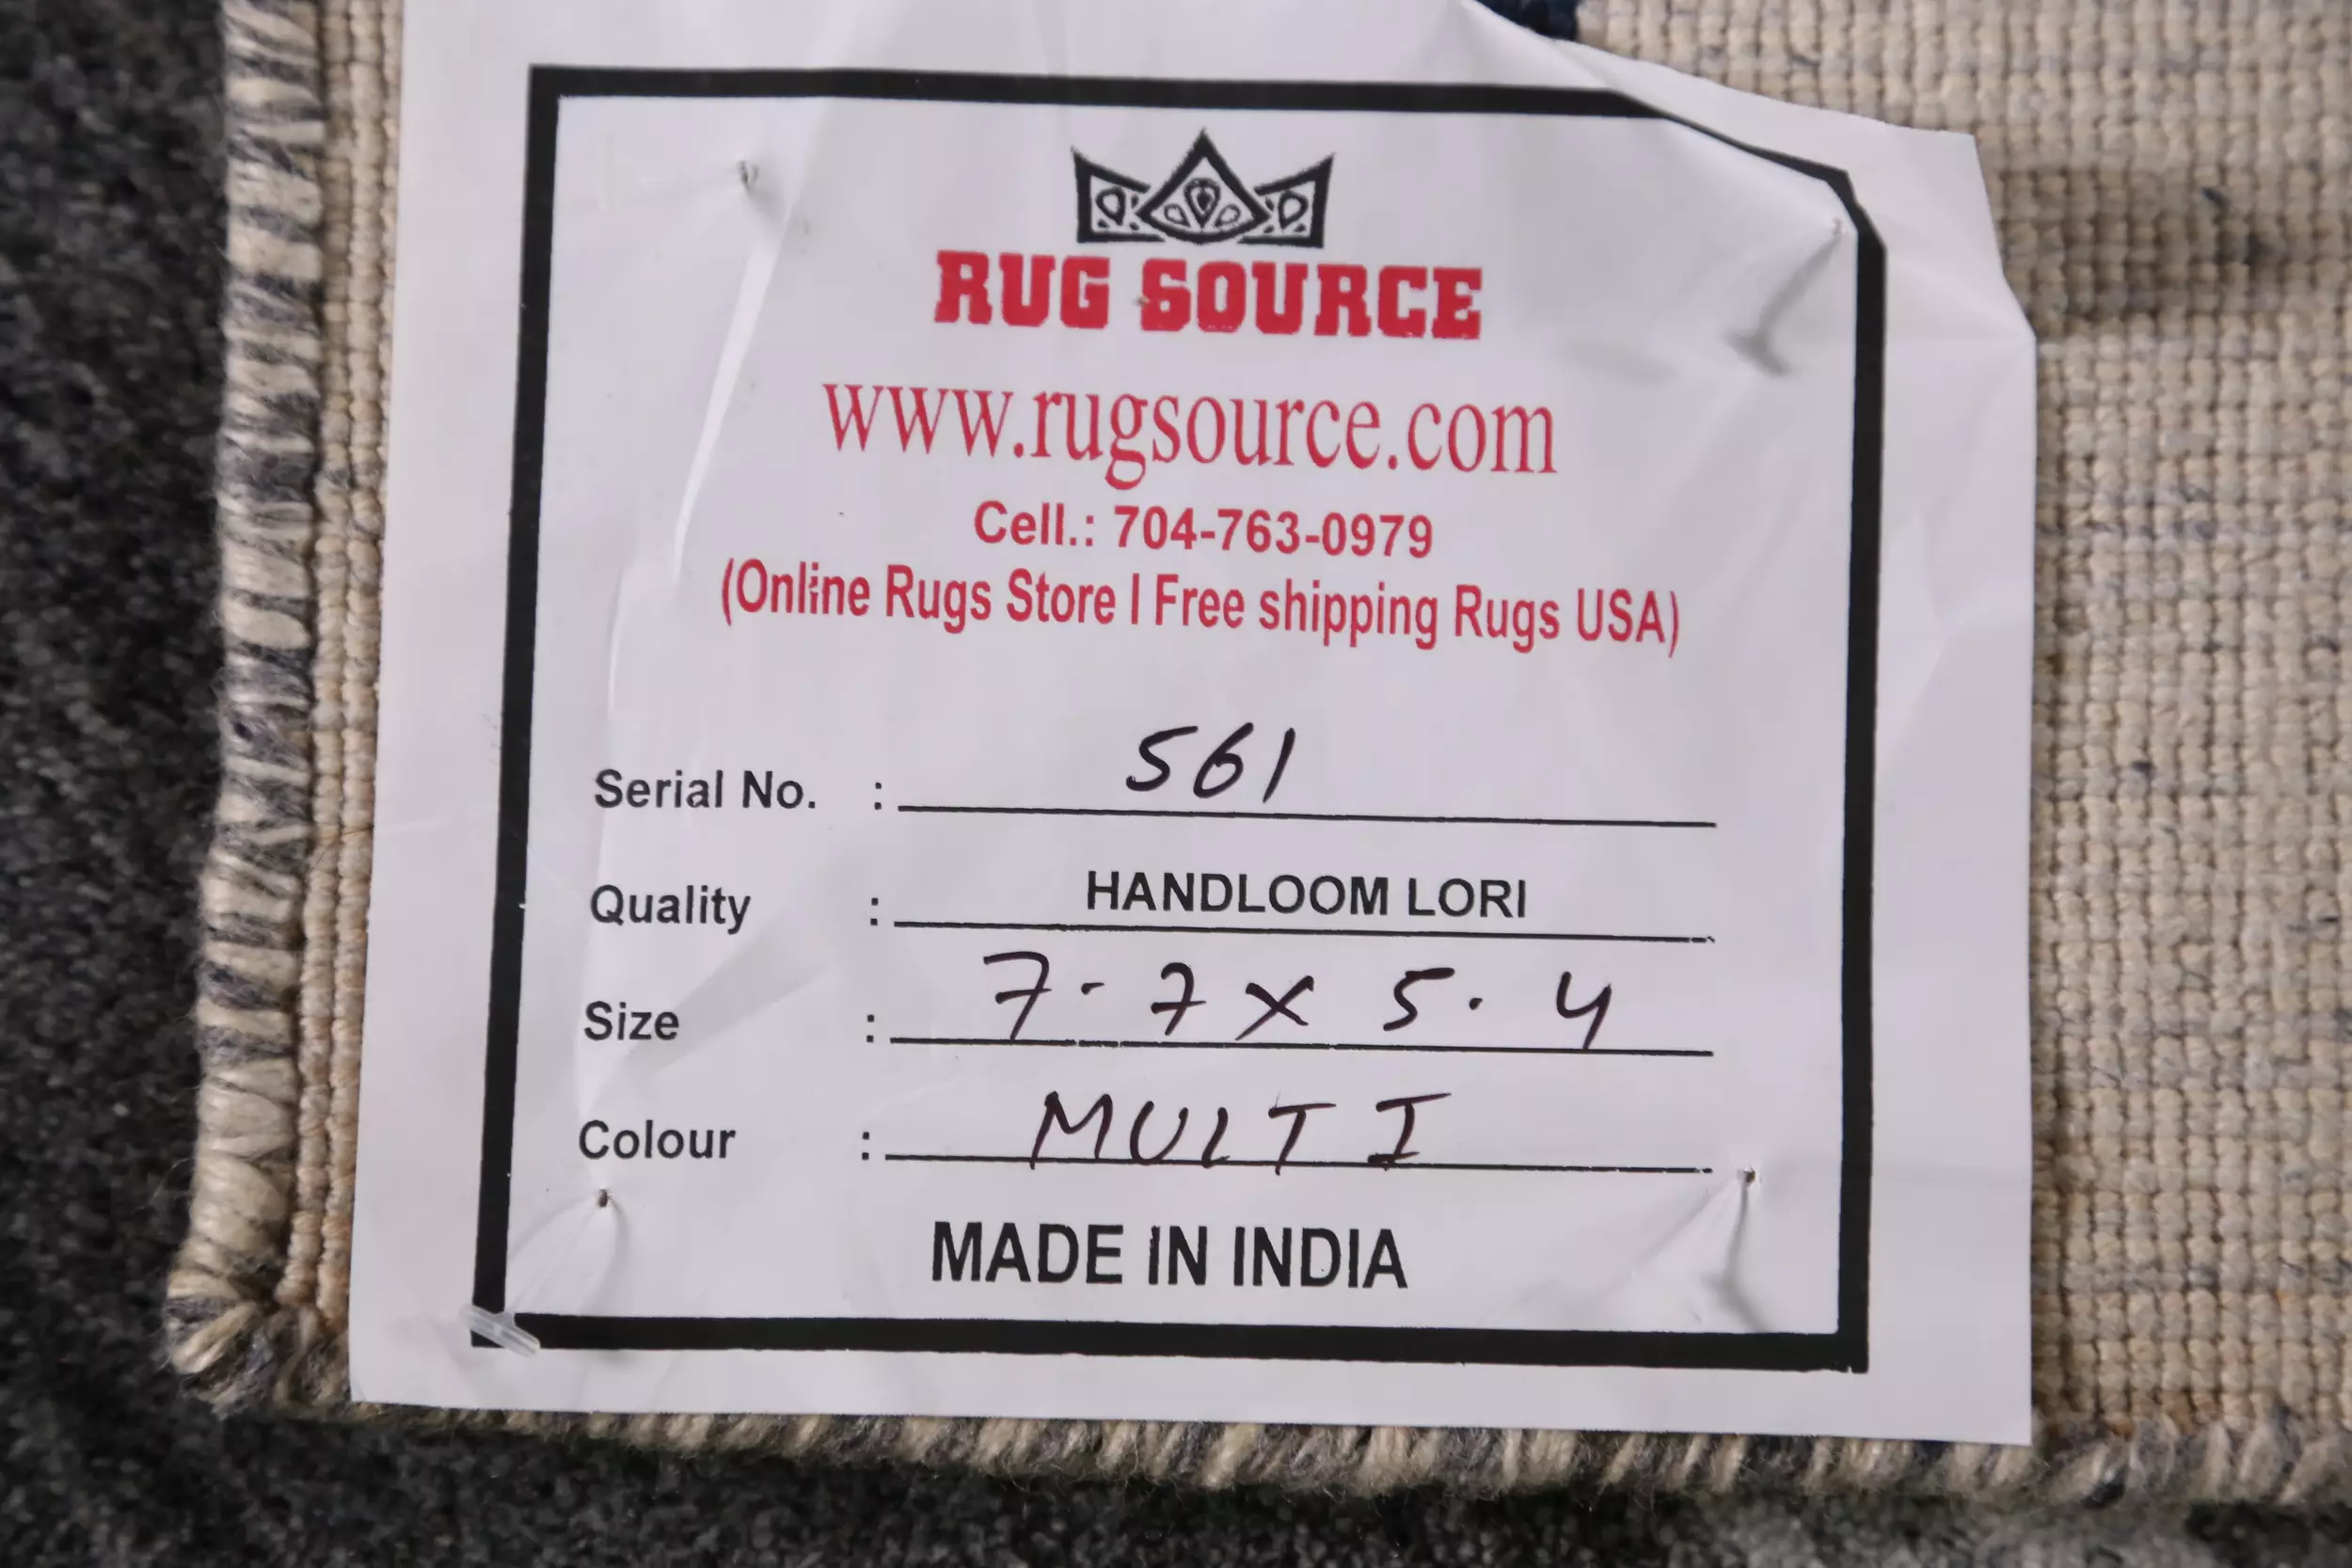 RUG SOURCE
www.rugsource.com
Cell.: 704-763-0979
(Online Rugs Store I Free shipping Rugs USA)
Serial No. : 561
Quality : HANDLOOM LORI
Size : 7.7 x 5.4
Colour : MULTI
MADE IN INDIA